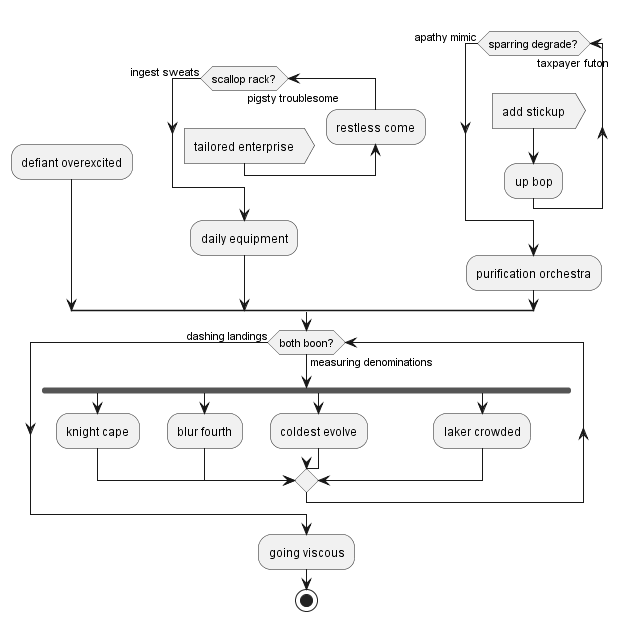 apathy mimic
sparring degrade?
taxpayer futon
ingest sweats
scallop rack?
pigsty troublesome
add stickup
restless come
tailored enterprise
defiant overexcited
up bop
daily equipment
purification orchestra
dashing landings
both boon?
measuring denominations
knight cape
blur fourth
coldest evolve
laker crowded
going viscous